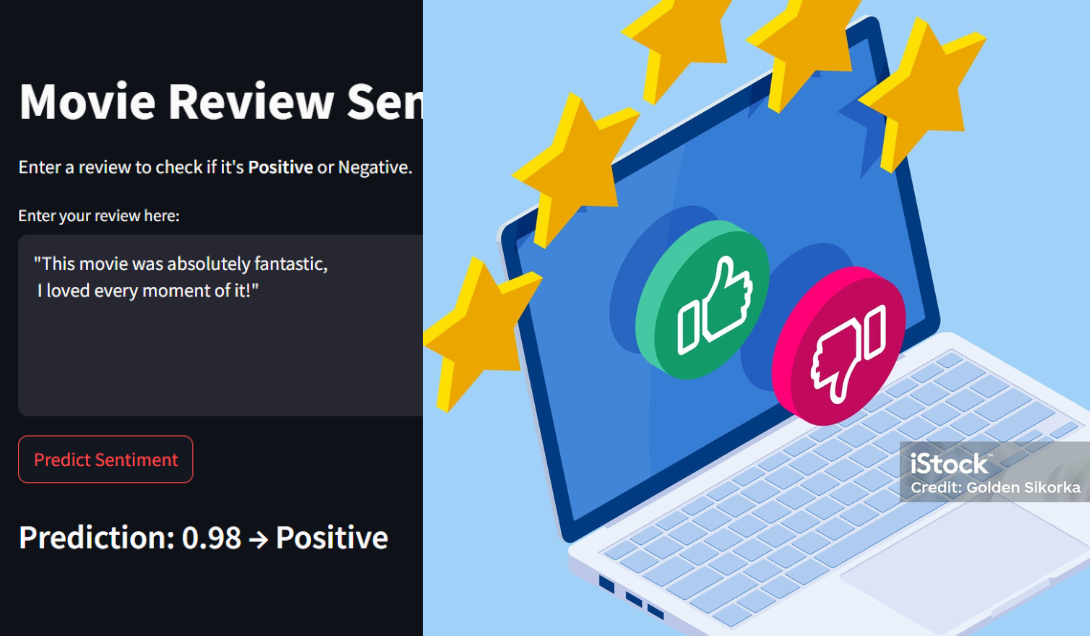 Movie Review Sen
Enter a review to check if it's Positive or Negative.
Enter your review here:
"This movie was absolutely fantastic,
I loved every moment of it!"
Predict Sentiment
Prediction: 0.98 → Positive
iStock™
Credit: Golden Sikorka